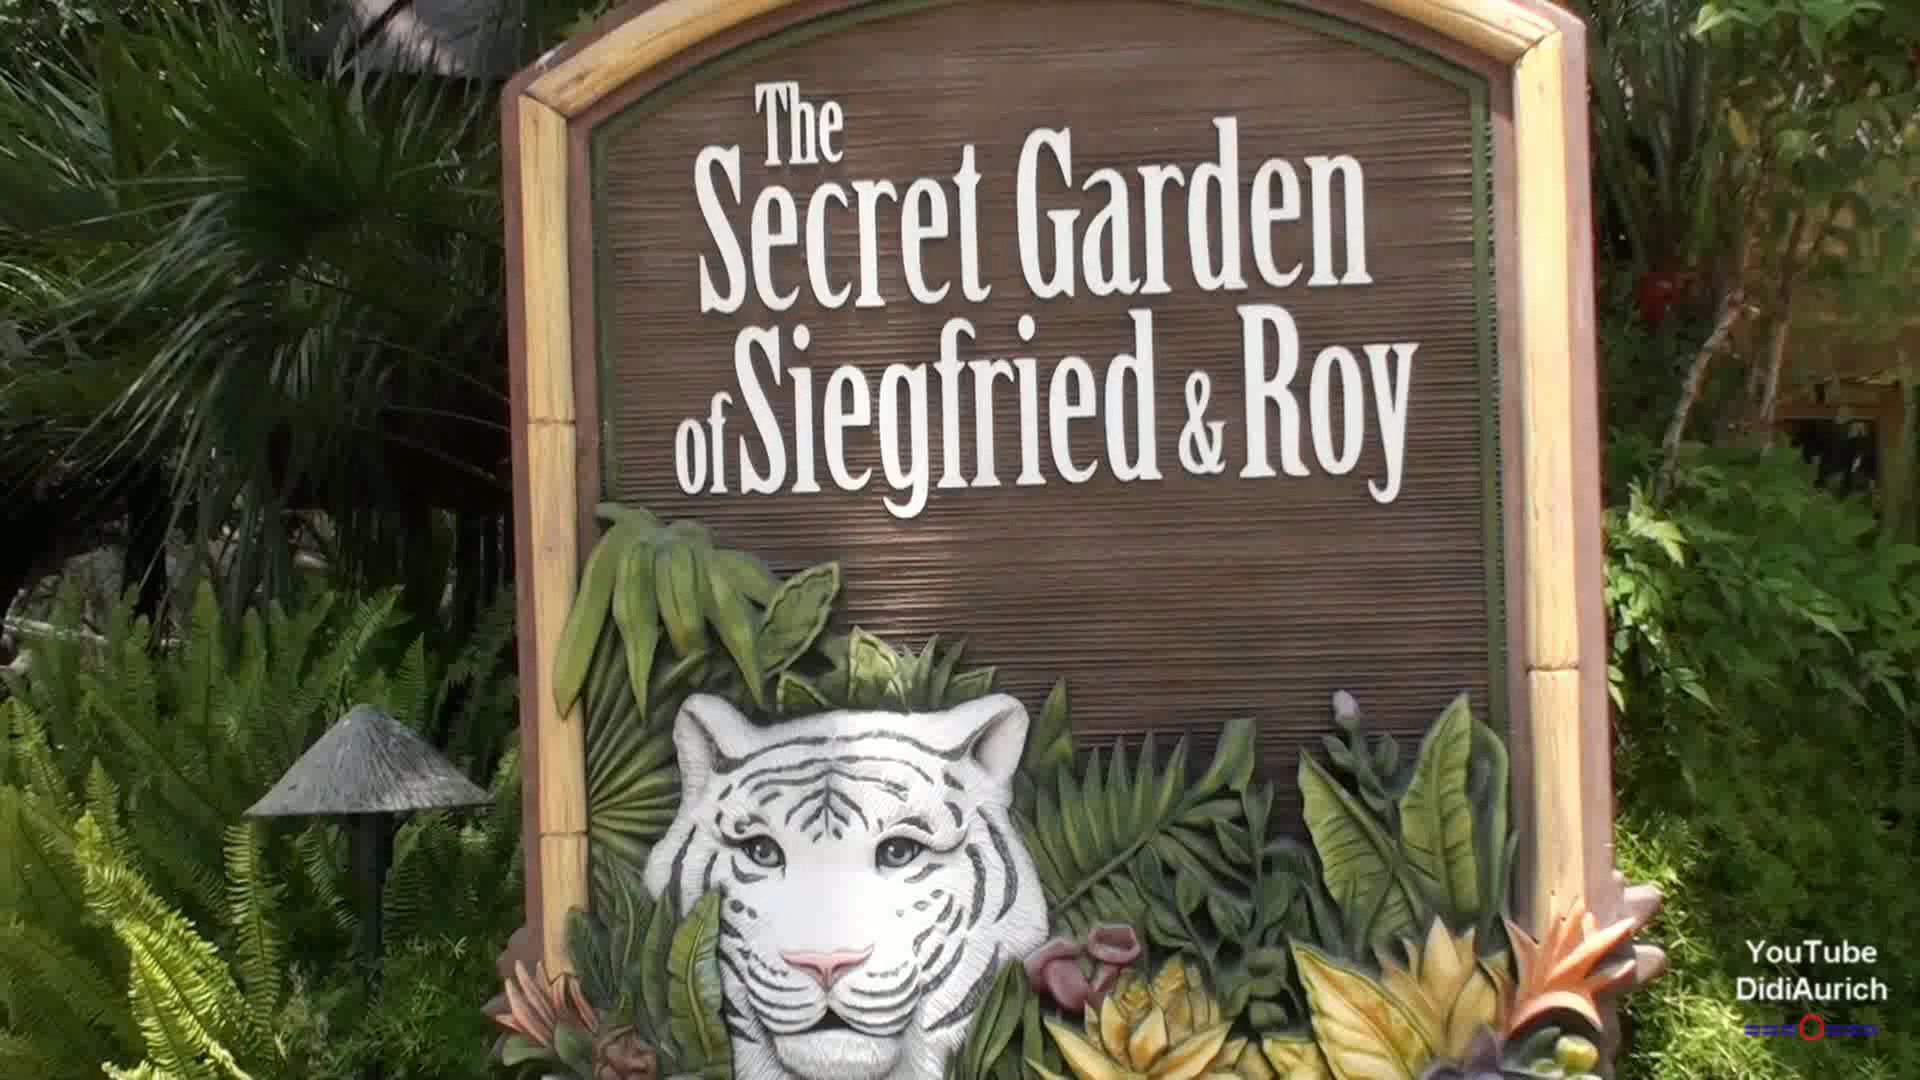 The
Secret Garden
of Siegfried & Roy
YouTube
DidiAurich
===O===